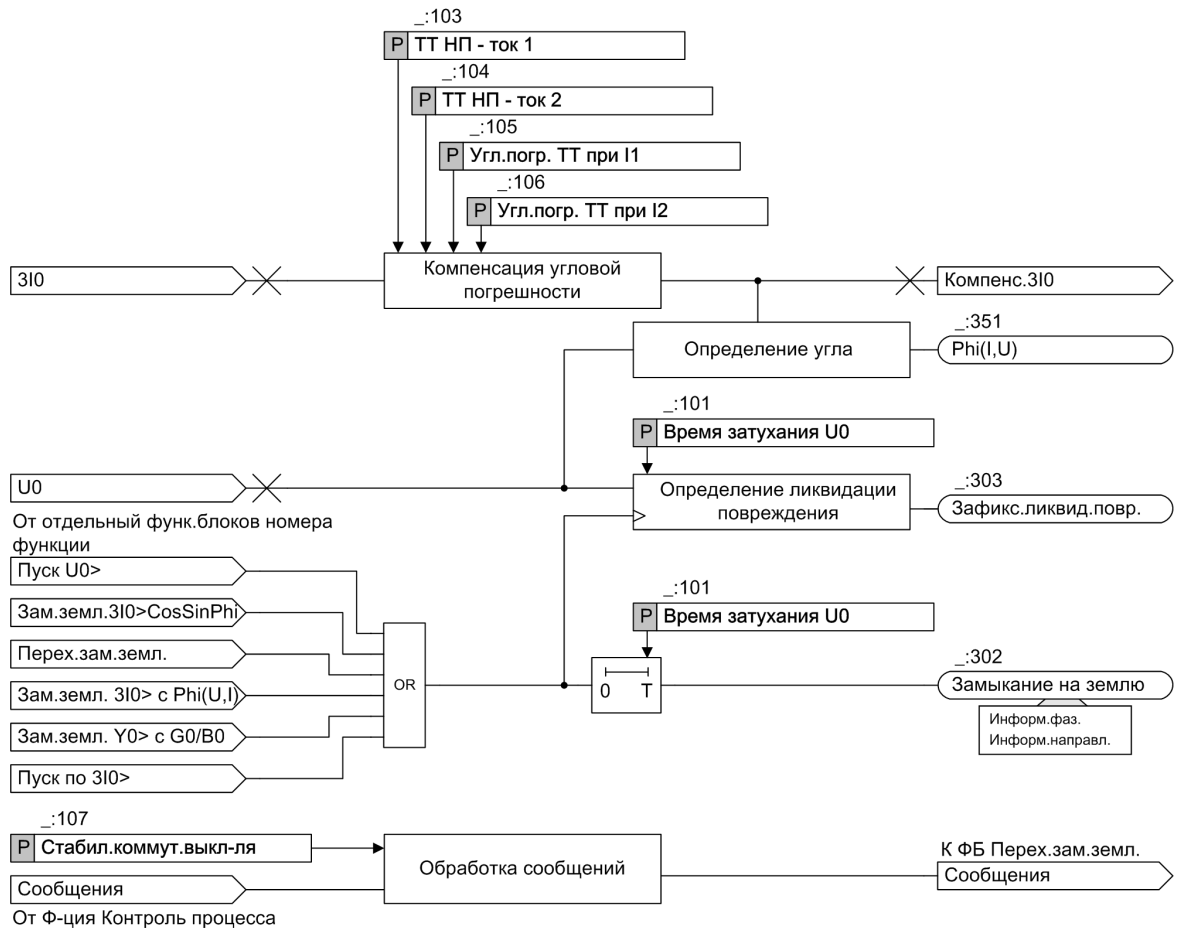 _:103
P ТТ НП - ток 1
_:104
P ТТ НП - ток 2
_:105
P Угл.погр. ТТ при I1
_:106
P Угл.погр. ТТ при I2
3I0
Компенсация угловой
погрешности
Компенс.3I0
_:351
Определение угла
Phi(I,U)
_:101
P Время затухания U0
U0
Определение ликвидации
повреждения
_:303
Зафикс.ликвид.повр.
От отдельный функ.блоков номера
функции
Пуск U0>
Зам.земл.3I0>CosSinPhi
Перех.зам.земл.
Зам.земл. 3I0> с Phi(U,I)
Зам.земл. Y0> с G0/B0
Пуск по 3I0>
OR
_:101
P Время затухания U0
0 T
_:302
Замыкание на землю
Информ.фаз.
Информ.направл.
_:107
P Стабил.коммут.выкл-ля
Сообщения
От Ф-ция Контроль процесса
Обработка сообщений
К ФБ Перех.зам.земл.
Сообщения